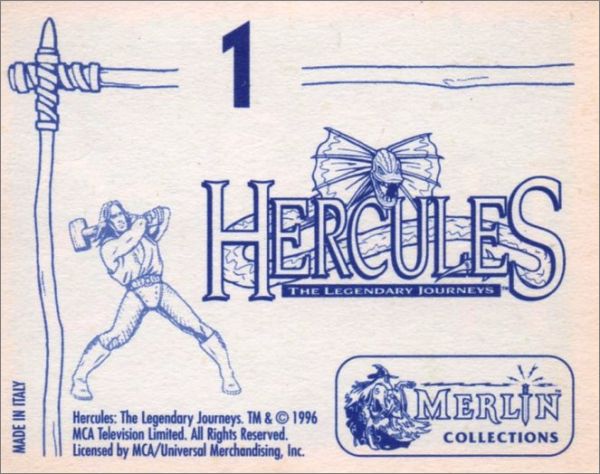 1
HERCULES
THE LEGENDARY JOURNEYS
MADE IN ITALY
Hercules: The Legendary Journeys. TM & © 1996
MCA Television Limited. All Rights Reserved.
Licensed by MCA/Universal Merchandising, Inc.
MERLIN
COLLECTIONS